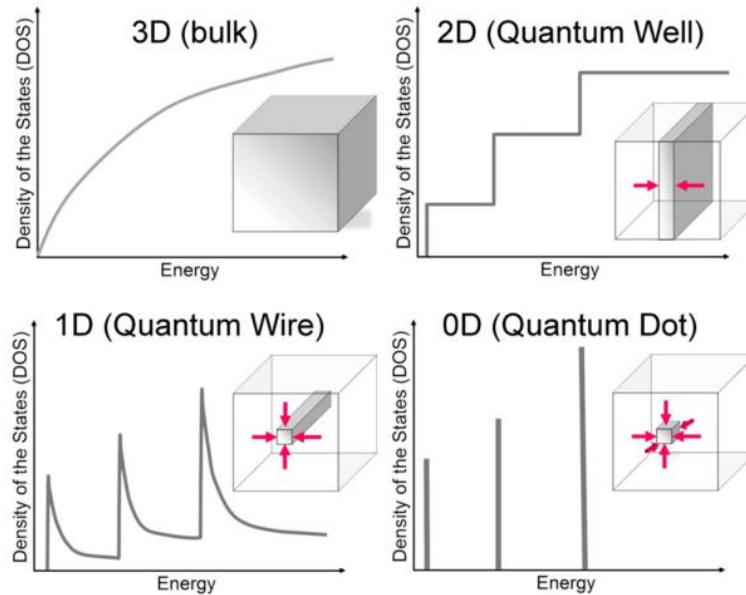 3D (bulk)
Density of the States (DOS)
Energy
2D (Quantum Well)
Density of the States (DOS)
Energy
1D (Quantum Wire)
Density of the States (DOS)
Energy
0D (Quantum Dot)
Density of the States (DOS)
Energy